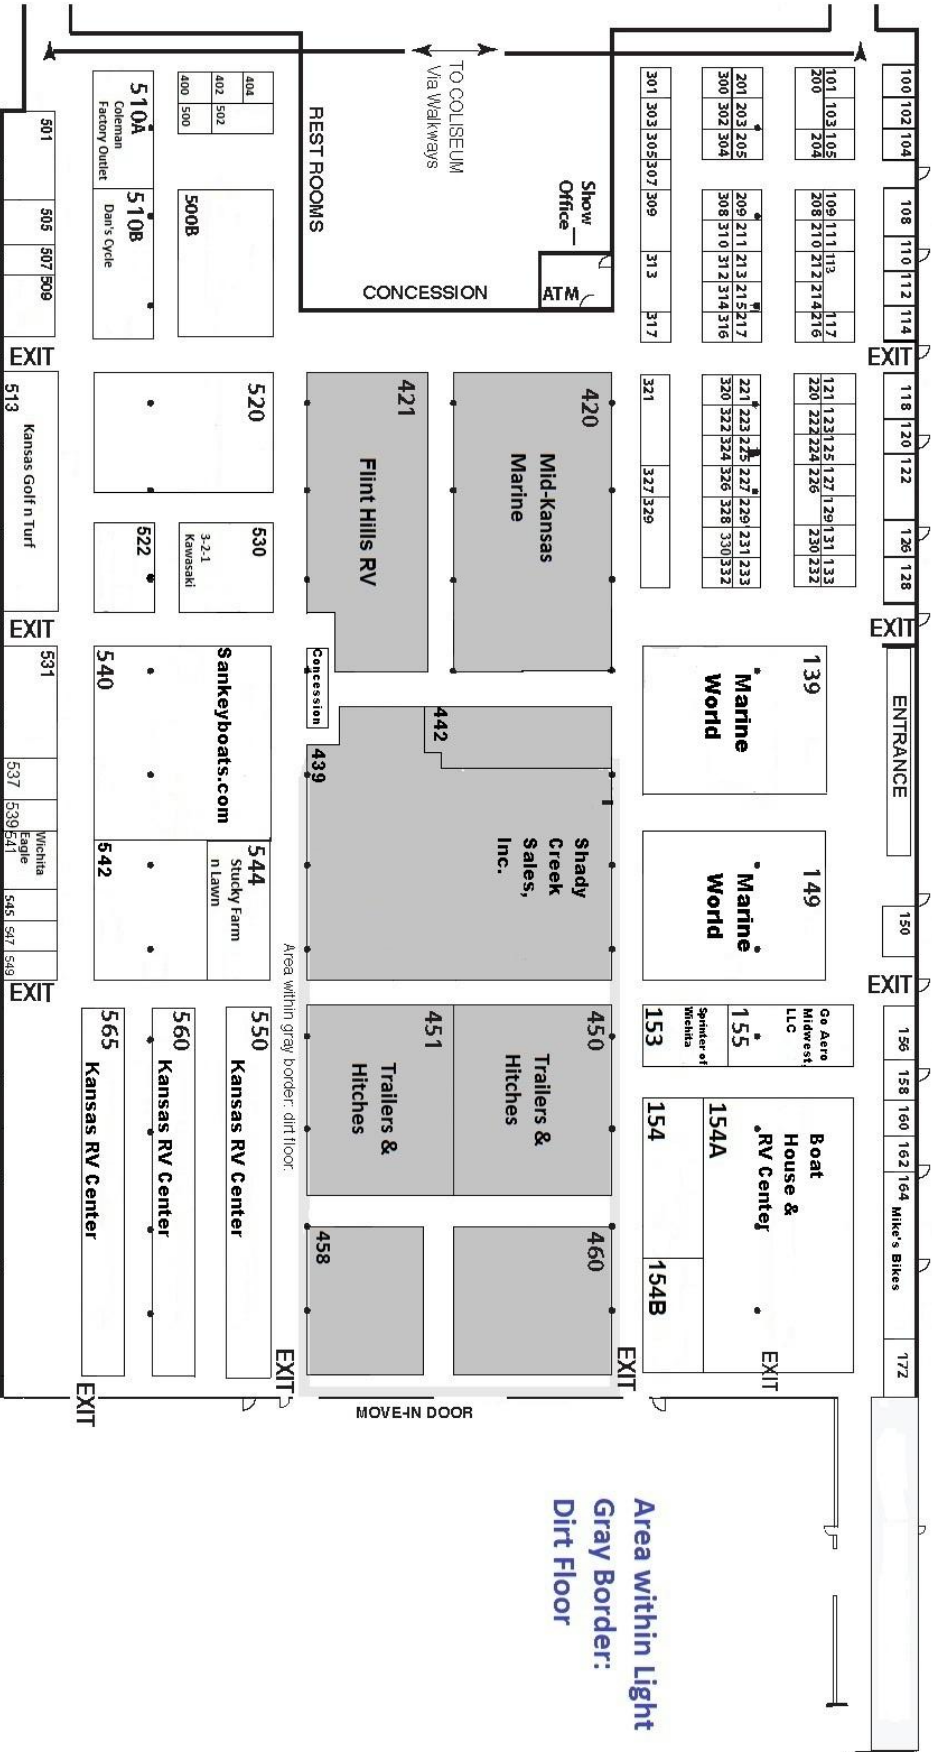 TO COLISEUM
Via Walkways
REST ROOMS
Show
Office
ATM
CONCESSION
100
102
104
108
110
112
114
EXIT
118
120
122
126
128
EXIT
ENTRANCE
150
EXIT
156
158
160
162
164 Mike's Bikes
172
101
103
105
200
204
109
111
113
117
208
210
212
214
216
121
123
125
127
129
131
133
220
222
224
226
230
232
201
203
205
300
302
304
209
211
213
215
217
308
310
312
314
316
221
223
225
227
229
231
233
320
322
324
326
328
330
332
301
303
305
307
309
313
317
321
327
329
139
Marine
World
149
Marine
World
Go Aero
Midwest,
LLC
155
Sprinter of
Wichita
153
Boat
House &
RV Center
154A
154
154B
EXIT
EXIT
420
Mid-Kansas
Marine
421
Flint Hills RV
Concession
442
439
Shady
Creek
Sales,
Inc.
450
Trailers &
Hitches
451
Trailers &
Hitches
460
458
MOVE-IN DOOR
Area within gray border: dirt floor.
404
402
400
502
500
500B
510A
Coleman
Factory Outlet
510B
Dan's Cycle
520
530
3-2-1
Kawasaki
522
Sankeyboats.com
540
544
Stucky Farm
n Lawn
542
550
Kansas RV Center
560
Kansas RV Center
565
Kansas RV Center
EXIT
EXIT
501
505
507
509
EXIT
513
Kansas Golf n Turf
EXIT
531
537
539
541
Wichita
Eagle
545
547
549
EXIT
Area within Light
Gray Border:
Dirt Floor